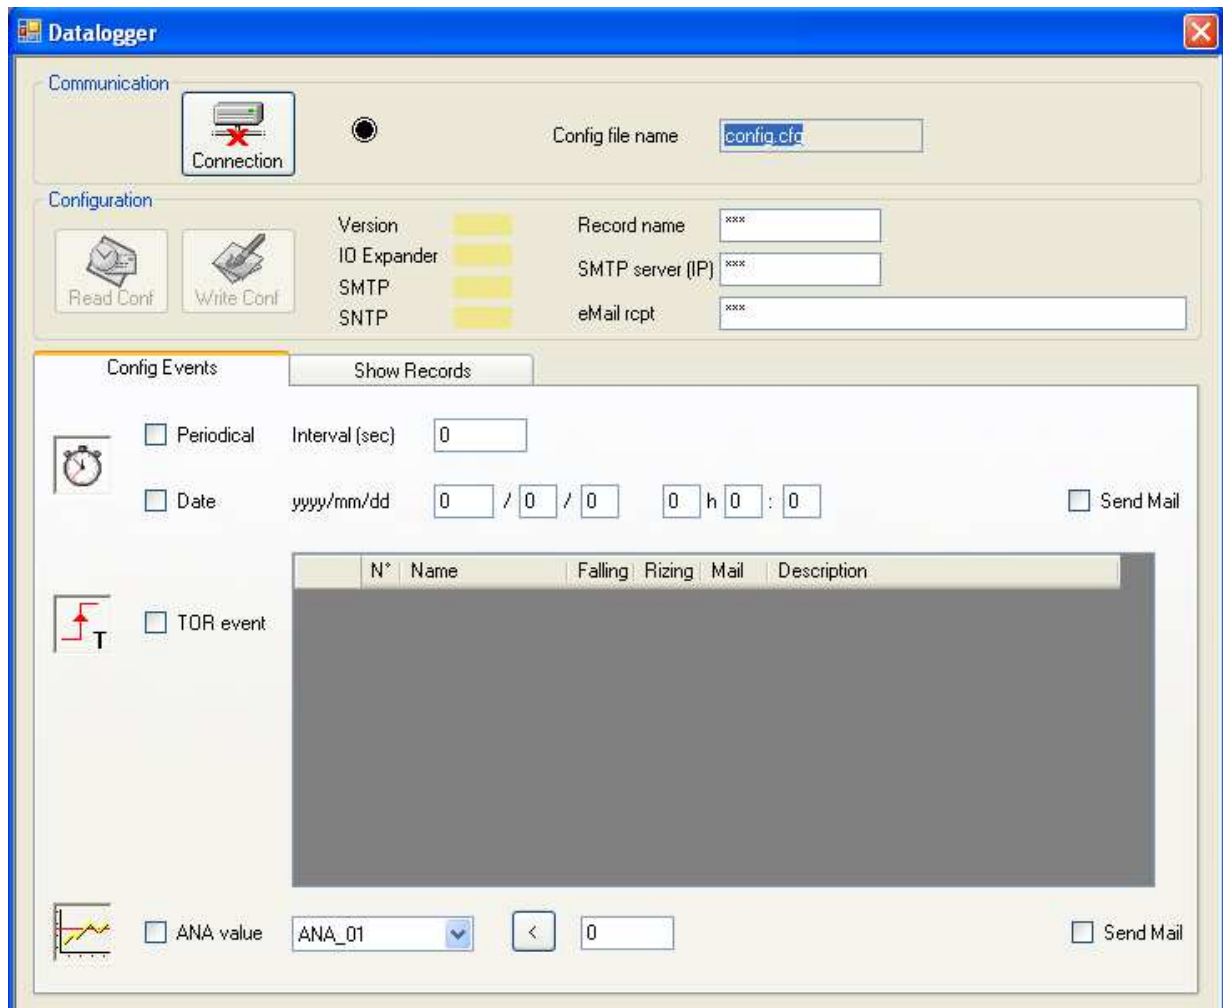 Datalogger
Communication
Connection
Config file name config.cfg
Configuration
Read Conf
Write Conf
Version
IO Expander
SMTP
SNTP
Record name ***
SMTP server (IP) ***
eMail rcpt ***
Config Events Show Records
Periodical Interval (sec) 0
Date yyyy/mm/dd 0 / 0 / 0 0 h 0 : 0 Send Mail
N° Name Falling Rizing Mail Description
T TOR event
ANA value ANA_01 < 0 Send Mail